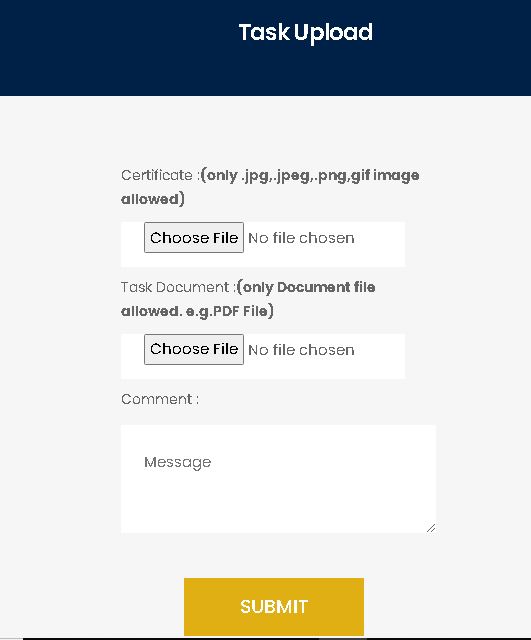 Task Upload
Certificate :(only .jpg,.jpeg,.png,gif image
allowed)
Choose File No file chosen
Task Document :(only Document file
allowed. e.g.PDF File)
Choose File No file chosen
Comment :
Message
SUBMIT